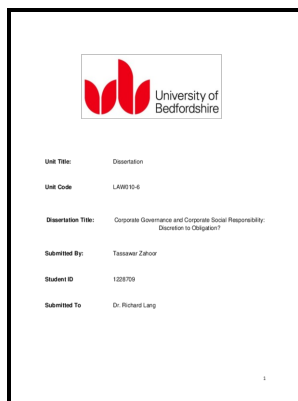 University of
Bedfordshire
Unit Title: Dissertation
Unit Code LAW010-6
Dissertation Title: Corporate Governance and Corporate Social Responsibility:
Discretion to Obligation?
Submitted By: Tassawar Zahoor
Student ID 1228709
Submitted To Dr. Richard Lang
1